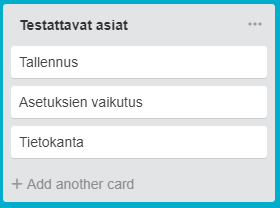 Testattavat asiat
Tallennus
Asetuksien vaikutus
Tietokanta
+ Add another card